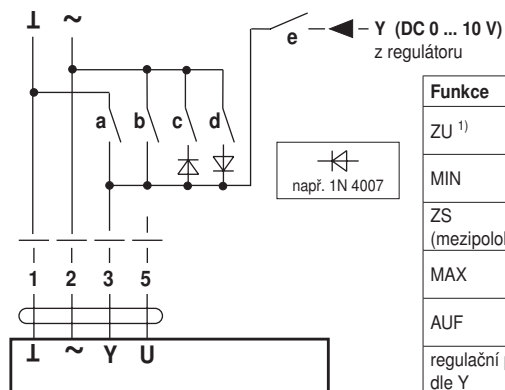 ⊥ ~
e
Y (DC 0 ... 10 V)
z regulátoru
a b c d
např. 1N 4007
Funkce
ZU 1)
MIN
ZS
MAX
AUF
regulační
dle Y
1 2 3 5
⊥ ~ Y U